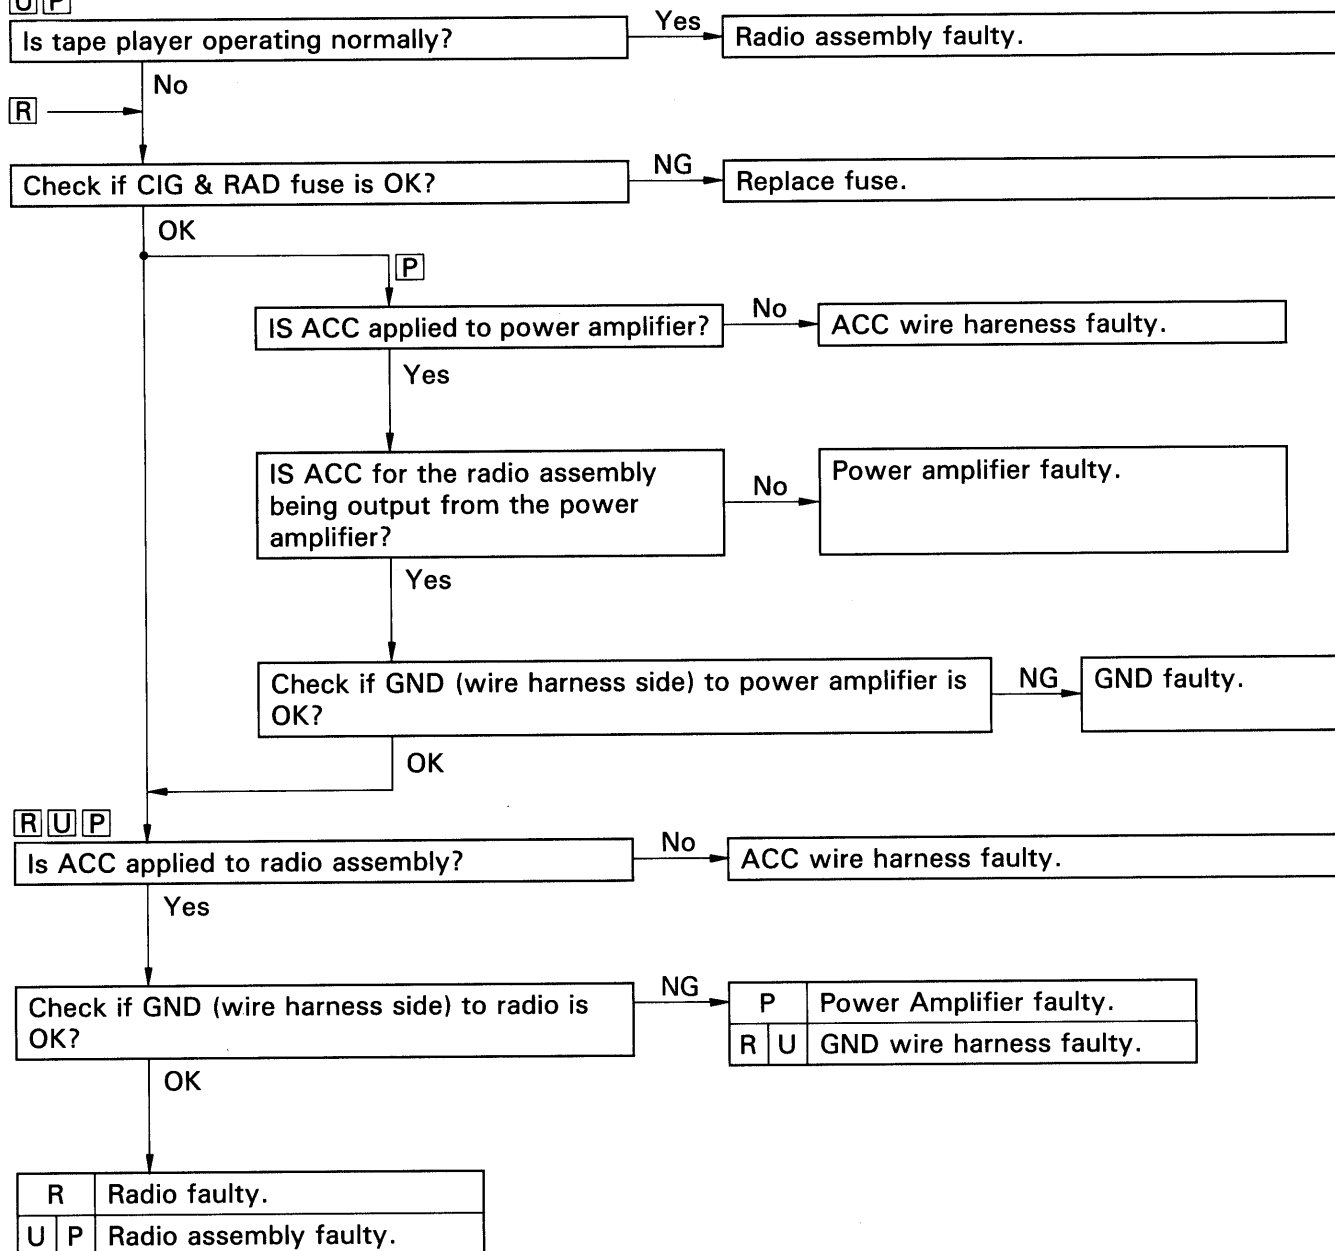 U P
Is tape player operating normally?
Yes
Radio assembly faulty.
No
R
Check if CIG & RAD fuse is OK?
NG
Replace fuse.
OK
P
IS ACC applied to power amplifier?
No
ACC wire hareness faulty.
Yes
IS ACC for the radio assembly
being output from the power
amplifier?
No
Power amplifier faulty.
Yes
Check if GND (wire harness side) to power amplifier is
OK?
NG
GND faulty.
OK
R U P
Is ACC applied to radio assembly?
No
ACC wire harness faulty.
Yes
Check if GND (wire harness side) to radio is
OK?
NG
P Power Amplifier faulty.
R U GND wire harness faulty.
OK
R Radio faulty.
U P Radio assembly faulty.